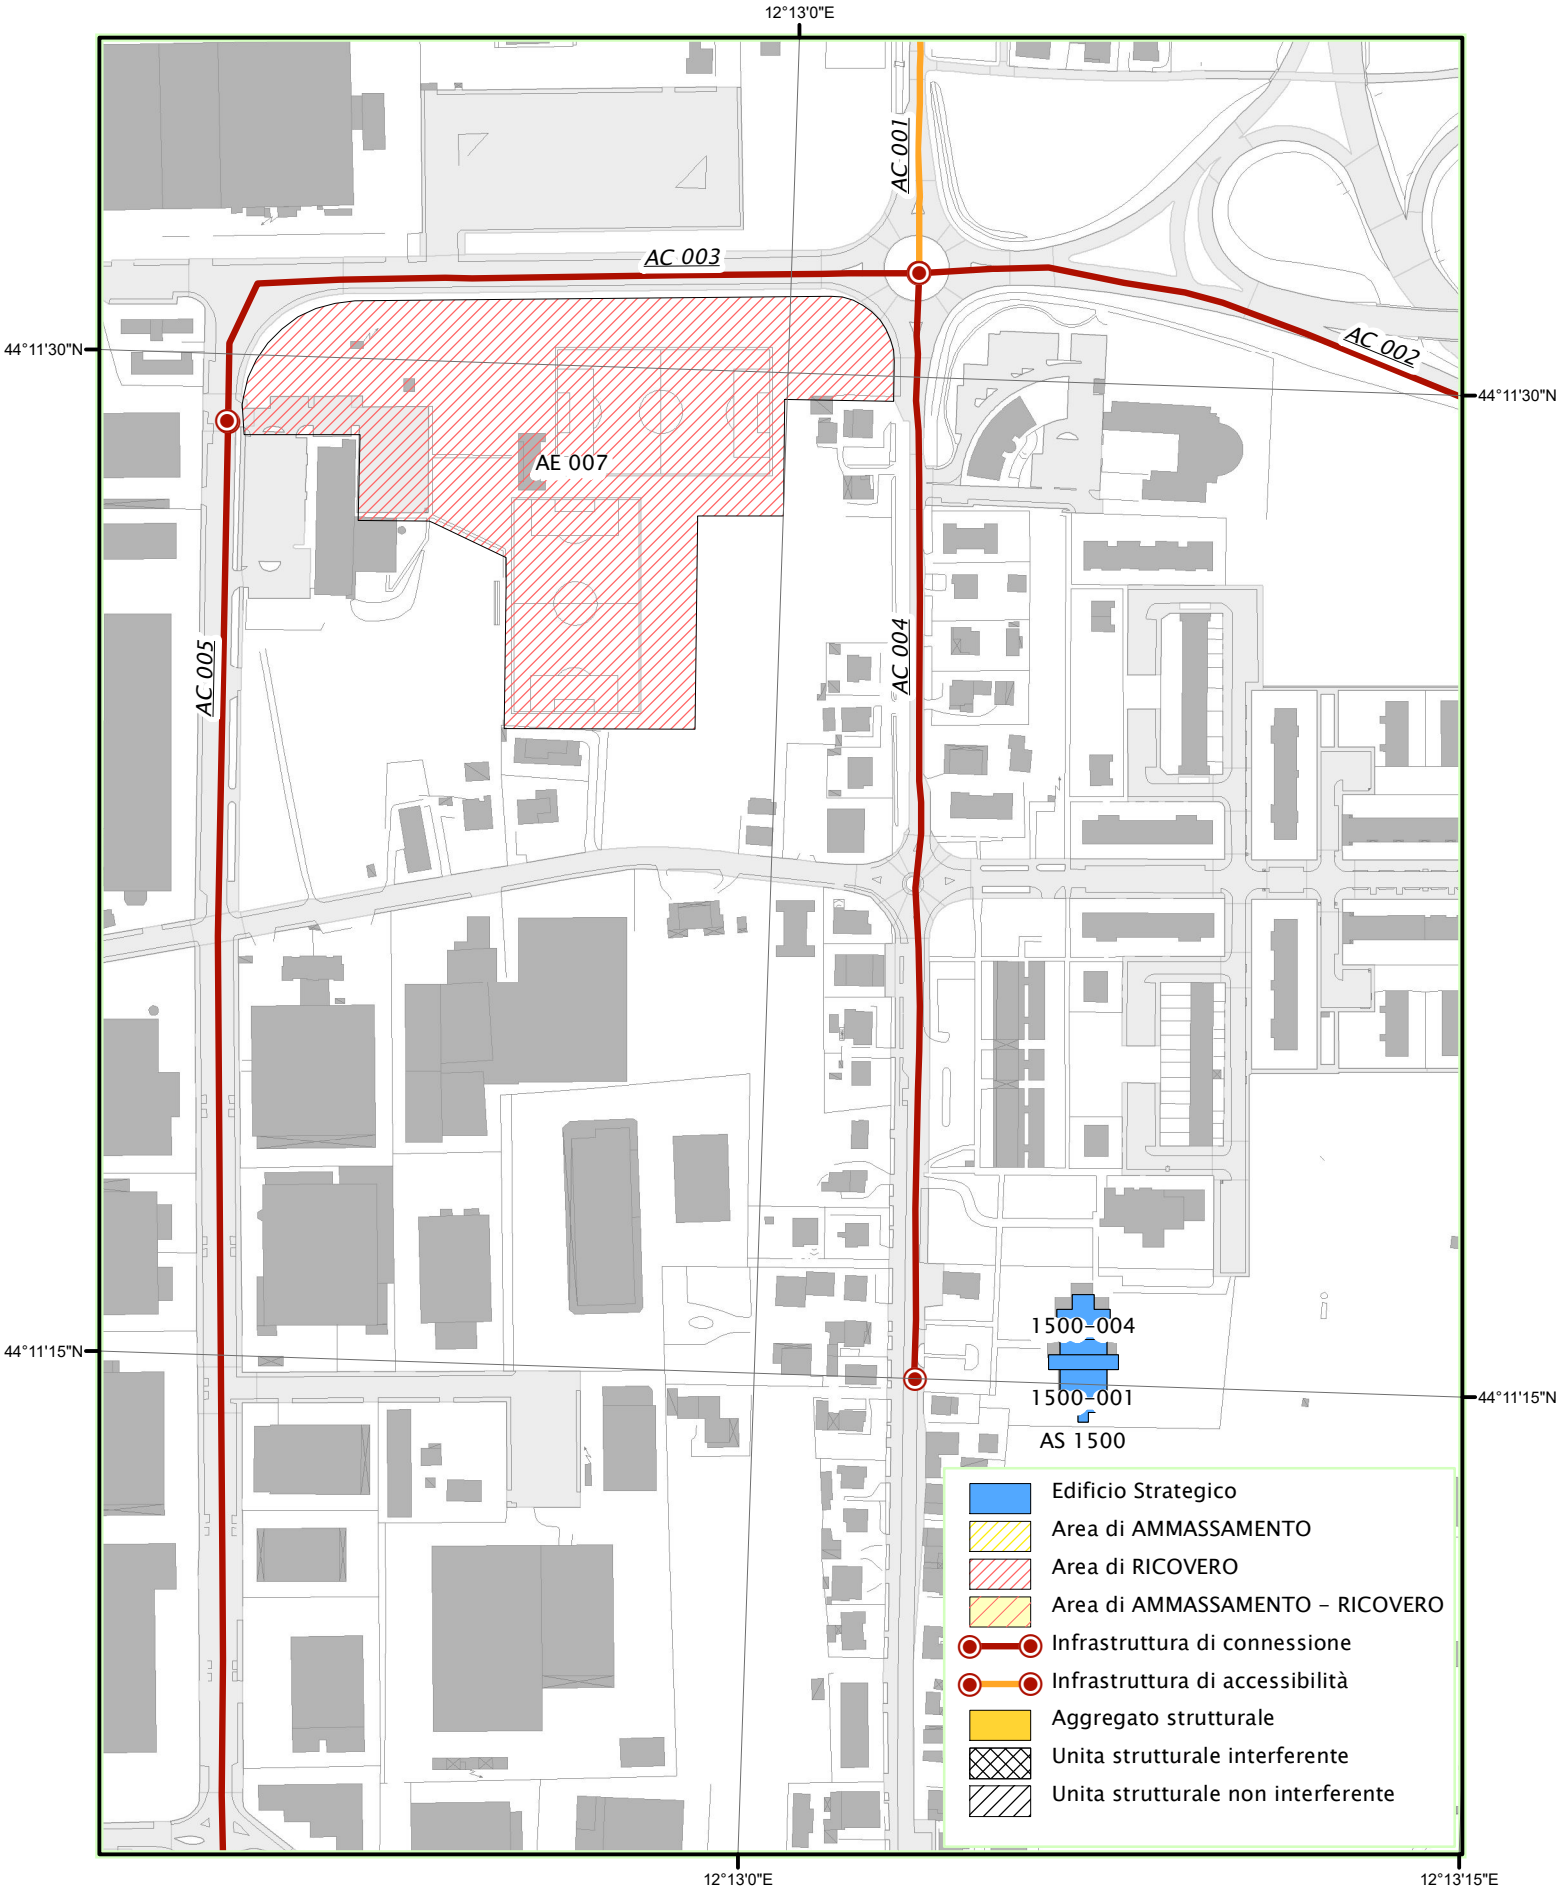 12°13'0"E
AC 001
AC 003
AC 002
44°11'30"N
44°11'30"N
AE 007
AC 005
AC 004
1500-004
44°11'15"N
1500-001
44°11'15"N
AS 1500
Edificio Strategico
Area di AMMASSAMENTO
Area di RICOVERO
Area di AMMASSAMENTO - RICOVERO
Infrastruttura di connessione
Infrastruttura di accessibilità
Aggregato strutturale
Unita strutturale interferente
Unita strutturale non interferente
12°13'0"E
12°13'15"E